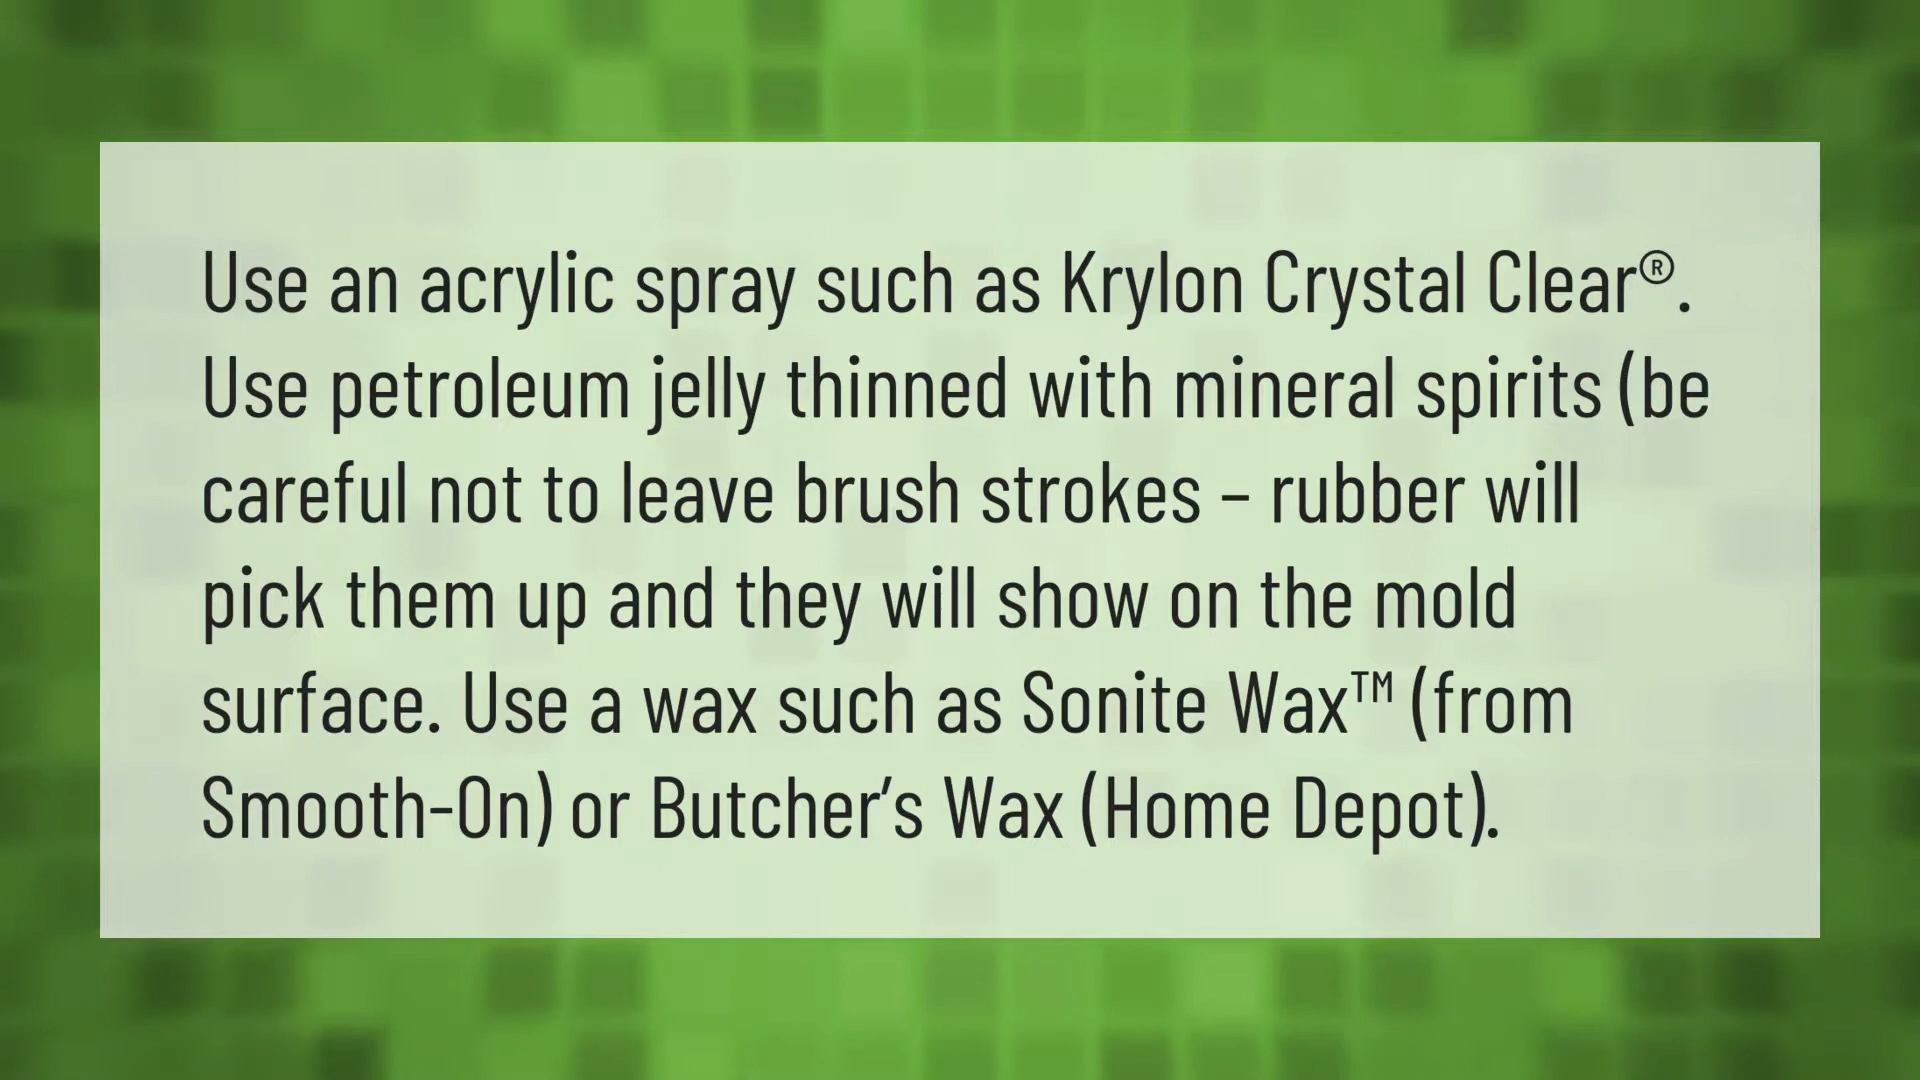 Use an acrylic spray such as Krylon Crystal Clear®.
Use petroleum jelly thinned with mineral spirits (be
careful not to leave brush strokes – rubber will
pick them up and they will show on the mold
surface. Use a wax such as Sonite Wax™ (from
Smooth-On) or Butcher’s Wax (Home Depot).